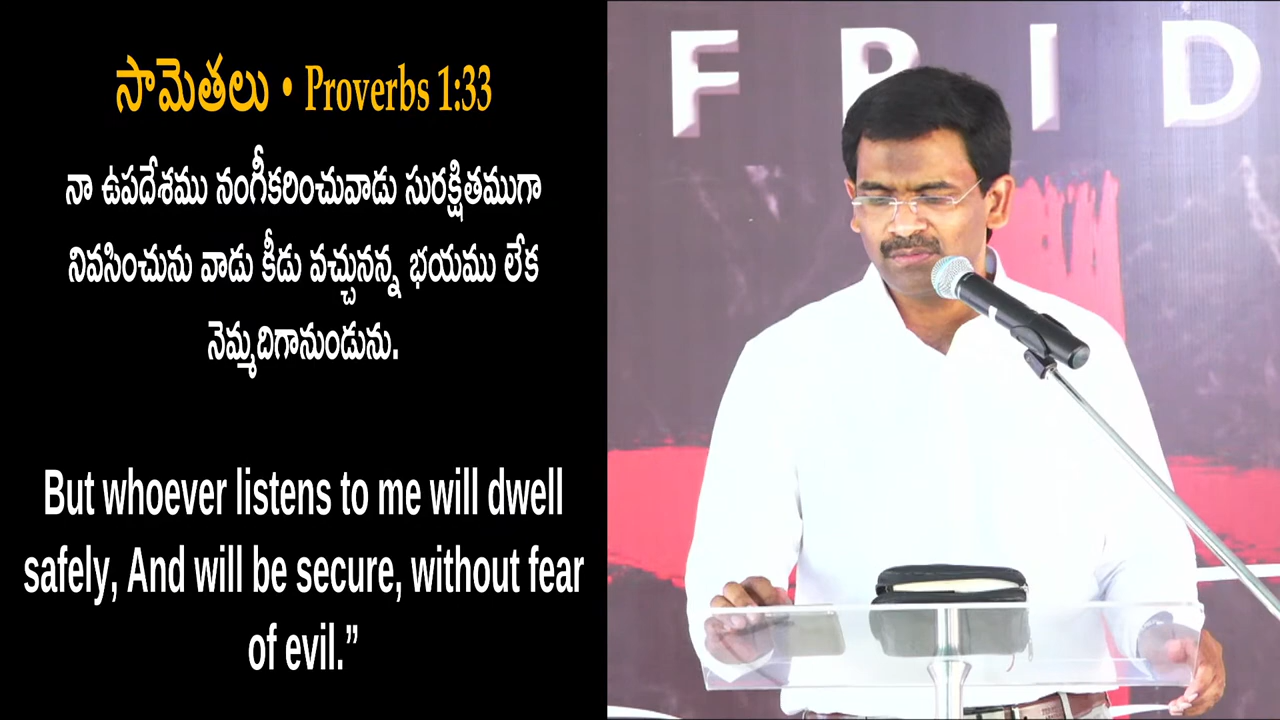 సామెతలు • Proverbs 1:33
నా ఉపదేశము నంగీకరించువాడు సురక్షితముగా
నివసించును వాడు కీడు వచ్చునన్న భయము లేక
నెమ్మదిగానుండును.
But whoever listens to me will dwell
safely, And will be secure, without fear
of evil.”
F R I D